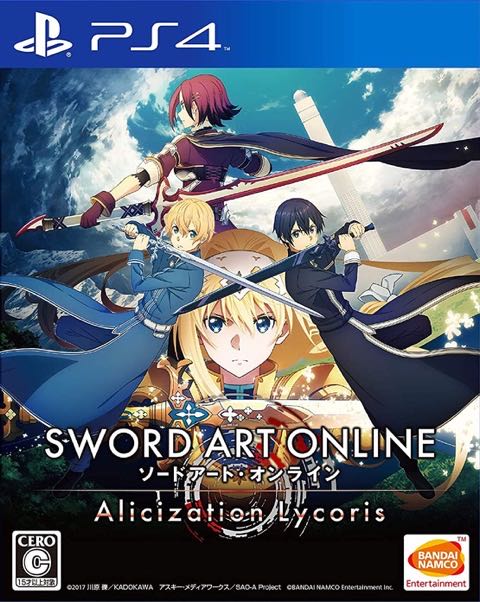 PS4™
SWORD ART ONLINE
ソードアート・オンライン
Alicization Lycoris
CERO
C
15才以上対象
©2017 川原 礫/KADOKAWA アスキー・メディアワークス/SAO-A Project ©BANDAI NAMCO Entertainment Inc.
BANDAI
NAMCO
Entertainment
TM